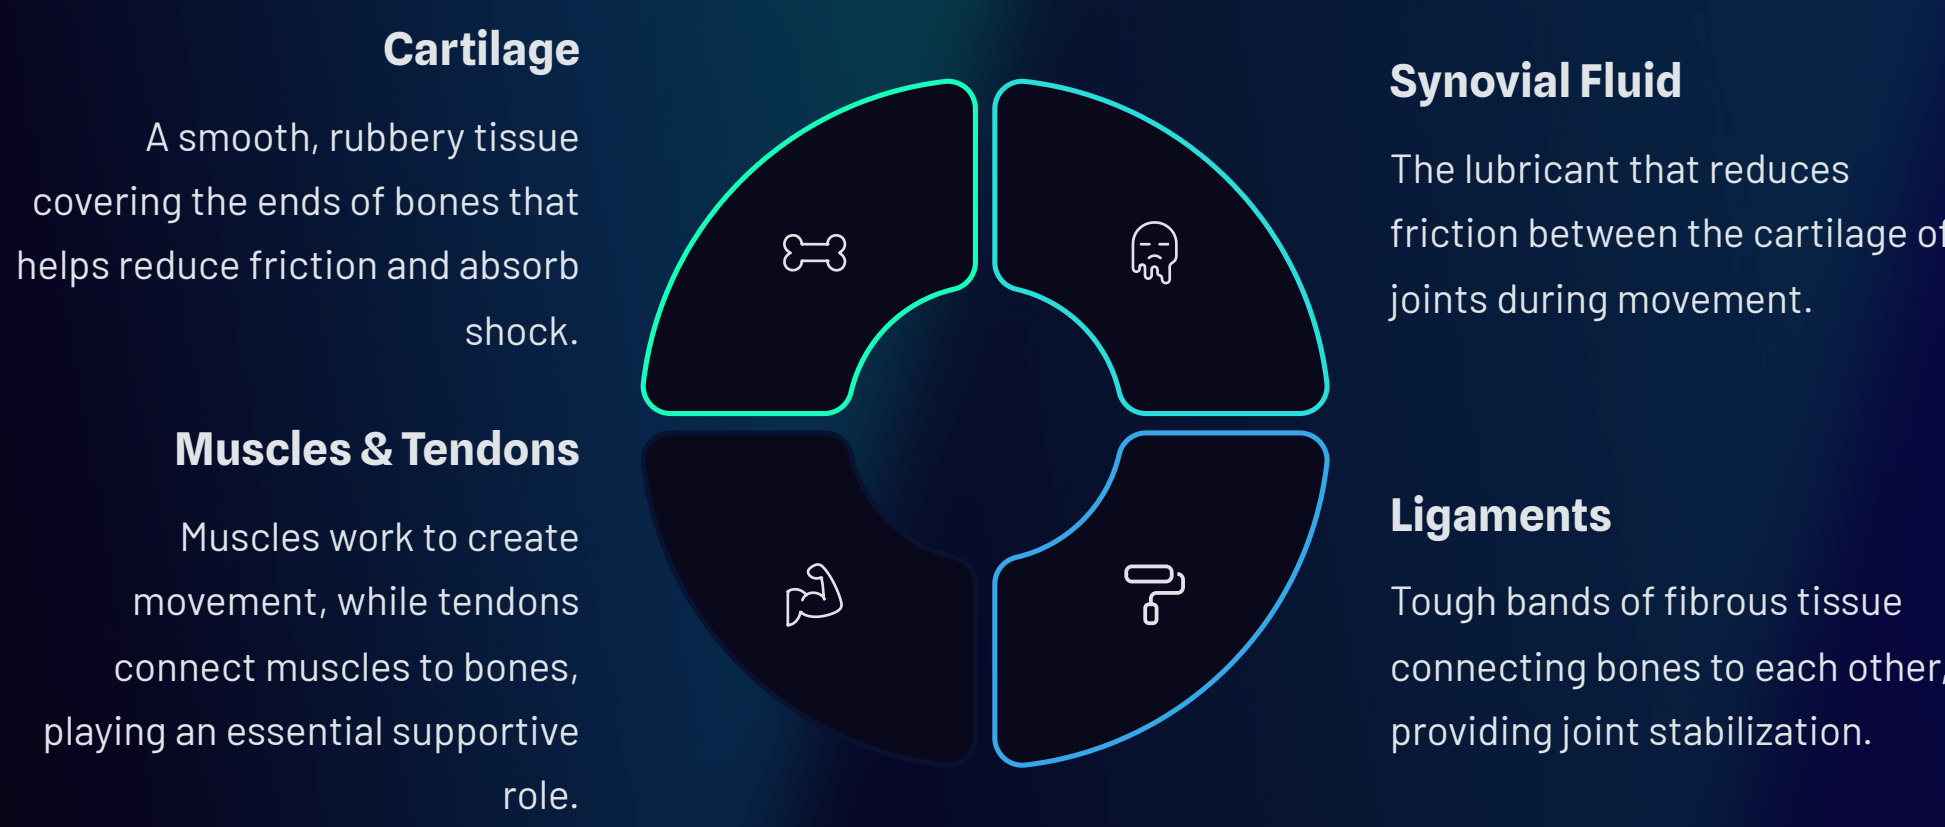 Cartilage
A smooth, rubbery tissue
covering the ends of bones that
helps reduce friction and absorb
shock.
Synovial Fluid
The lubricant that reduces
friction between the cartilage of
joints during movement.
Muscles & Tendons
Muscles work to create
movement, while tendons
connect muscles to bones,
playing an essential supportive
role.
Ligaments
Tough bands of fibrous tissue
connecting bones to each other,
providing joint stabilization.